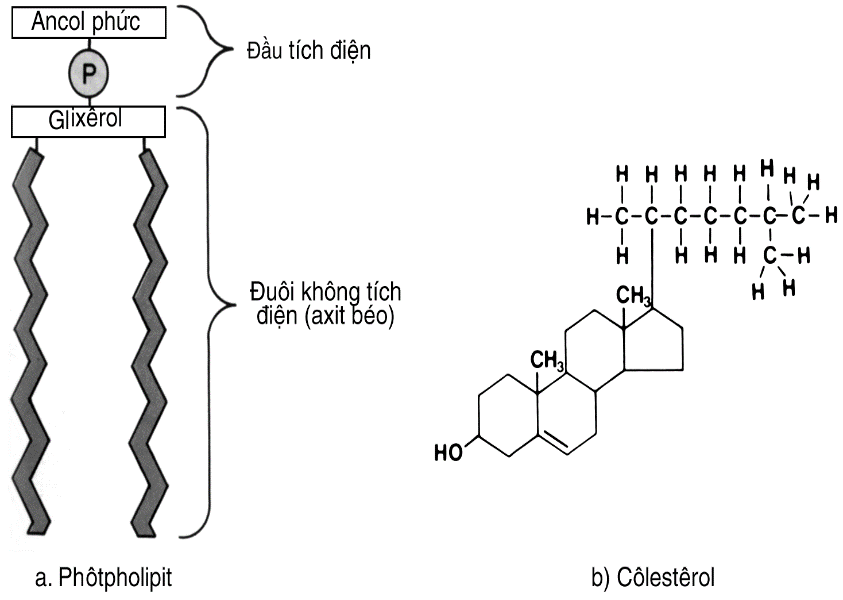 Ancol phức
P
Glixêrol
Đầu tích điện
Đuôi không tích
điện (axit béo)
a. Phôtpholipit
H H H H H H H H
H-C-C-C-C-C-C-C-H
H H H H C-H
H H
CH₃
CH₃
HO
b) Côlestêrol